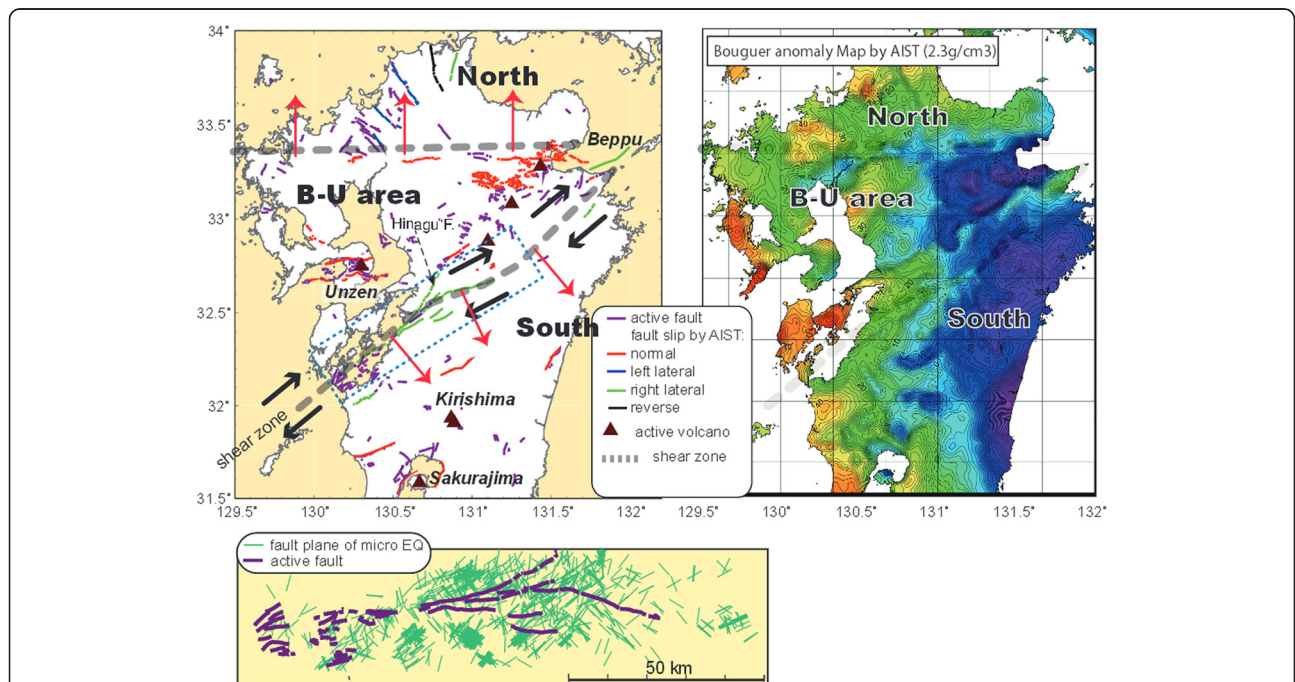 34°
33.5°
33°
32.5°
32°
31.5°
129.5°
130°
130.5°
131°
131.5°
132°
North
Beppu
B-U area
Hinagu F.
Unzen
South
Kirishima
shear zone
Sakurajima
active fault
fault slip by AIST:
normal
left lateral
right lateral
reverse
active volcano
shear zone
Bouguer anomaly Map by AIST (2.3g/cm3)
North
B-U area
South
129.5°
130°
130.5°
131°
131.5°
132°
fault plane of micro EQ
active fault
50 km